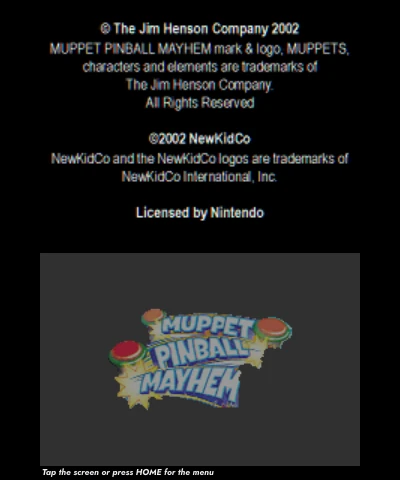 © The Jim Henson Company 2002
MUPPET PINBALL MAYHEM mark & logo, MUPPETS,
characters and elements are trademarks of
The Jim Henson Company.
All Rights Reserved
©2002 NewKidCo
NewKidCo and the NewKidCo logos are trademarks of
NewKidCo International, Inc.
Licensed by Nintendo
MUPPET
PINBALL
MAYHEM
Tap the screen or press HOME for the menu